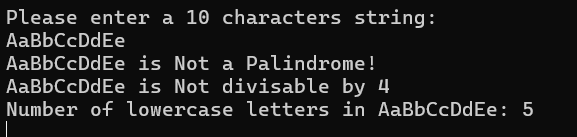 Please enter a 10 characters string:
AaBbCcDdEe
AaBbCcDdEe is Not a Palindrome!
AaBbCcDdEe is Not divisable by 4
Number of lowercase letters in AaBbCcDdEe: 5